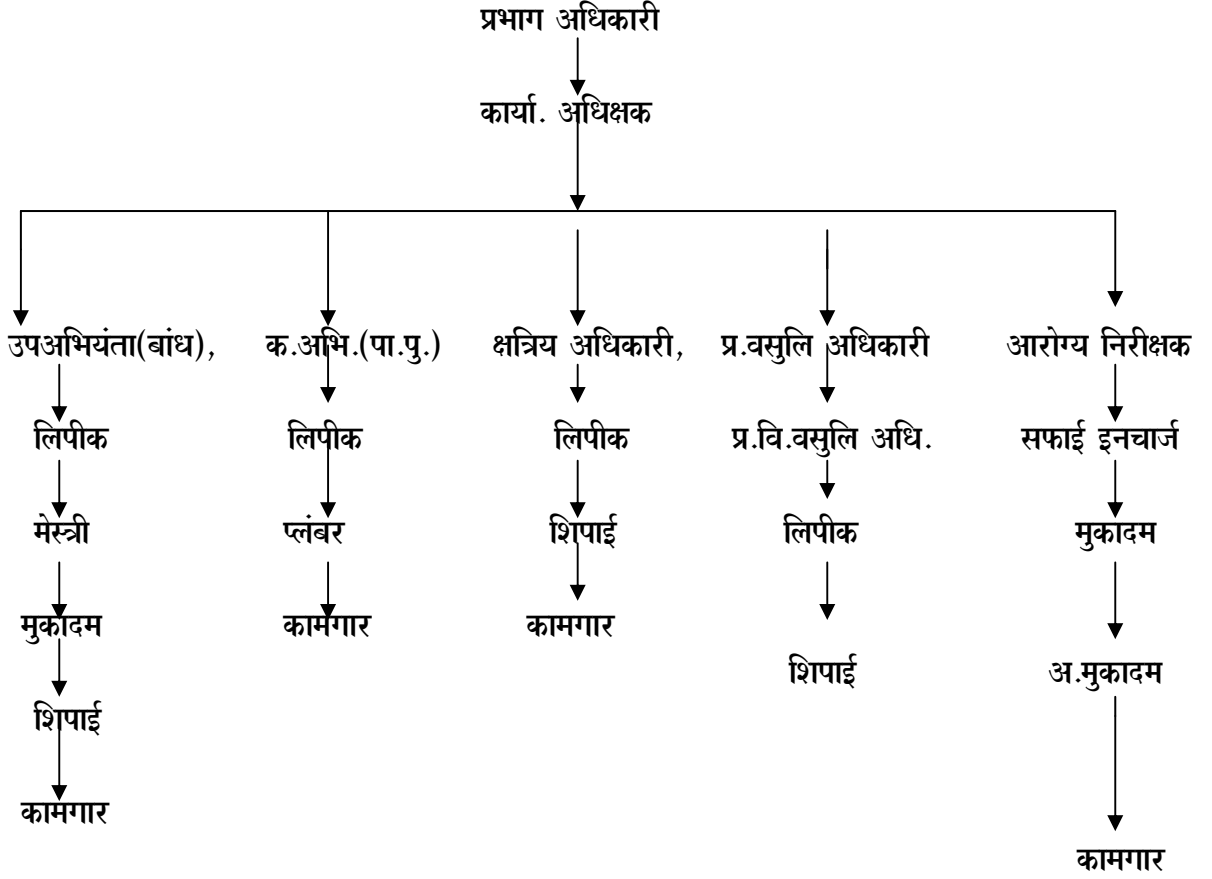 प्रभाग अधिकारी
कार्या. अधिक्षक
उपअभियंता(बांध), क.अभि.(पा.पु.) क्षत्रिय अधिकारी, प्र.वसुलि अधिकारी आरोग्य निरीक्षक
लिपीक लिपीक लिपीक प्र.वि.वसुलि अधि. सफाई इनचार्ज
मेस्त्री प्लंबर शिपाई लिपीक मुकादम
मुकादम कामगार कामगार
शिपाई अ.मुकादम
शिपाई
कामगार
कामगार